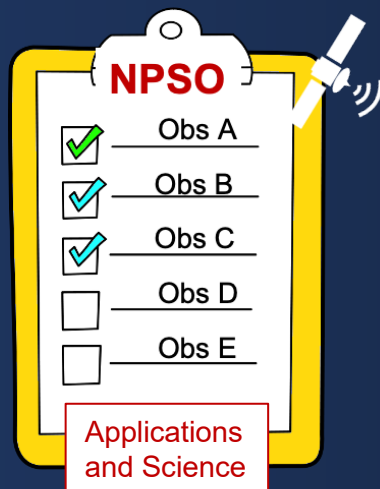 NPSO
Obs A
Obs B
Obs C
Obs D
Obs E
Applications
and Science